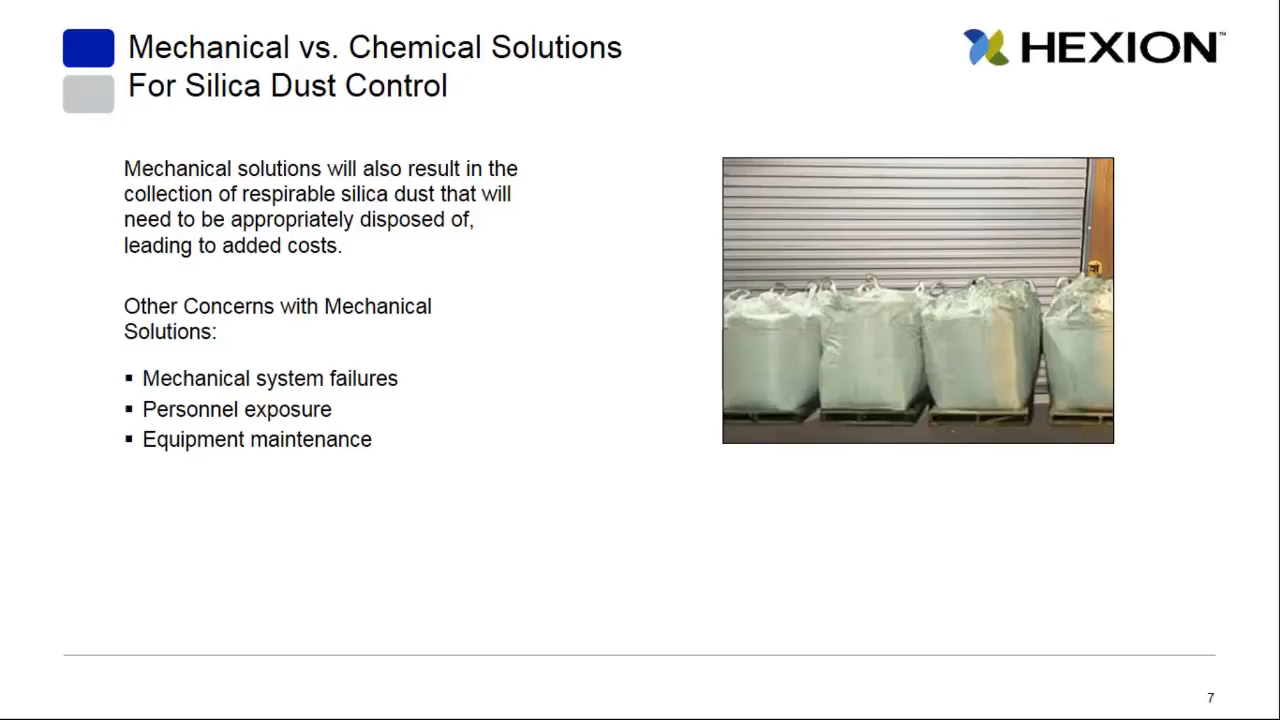 Mechanical vs. Chemical Solutions
For Silica Dust Control
HEXION™
Mechanical solutions will also result in the
collection of respirable silica dust that will
need to be appropriately disposed of,
leading to added costs.
Other Concerns with Mechanical
Solutions:
▪ Mechanical system failures
▪ Personnel exposure
▪ Equipment maintenance
7